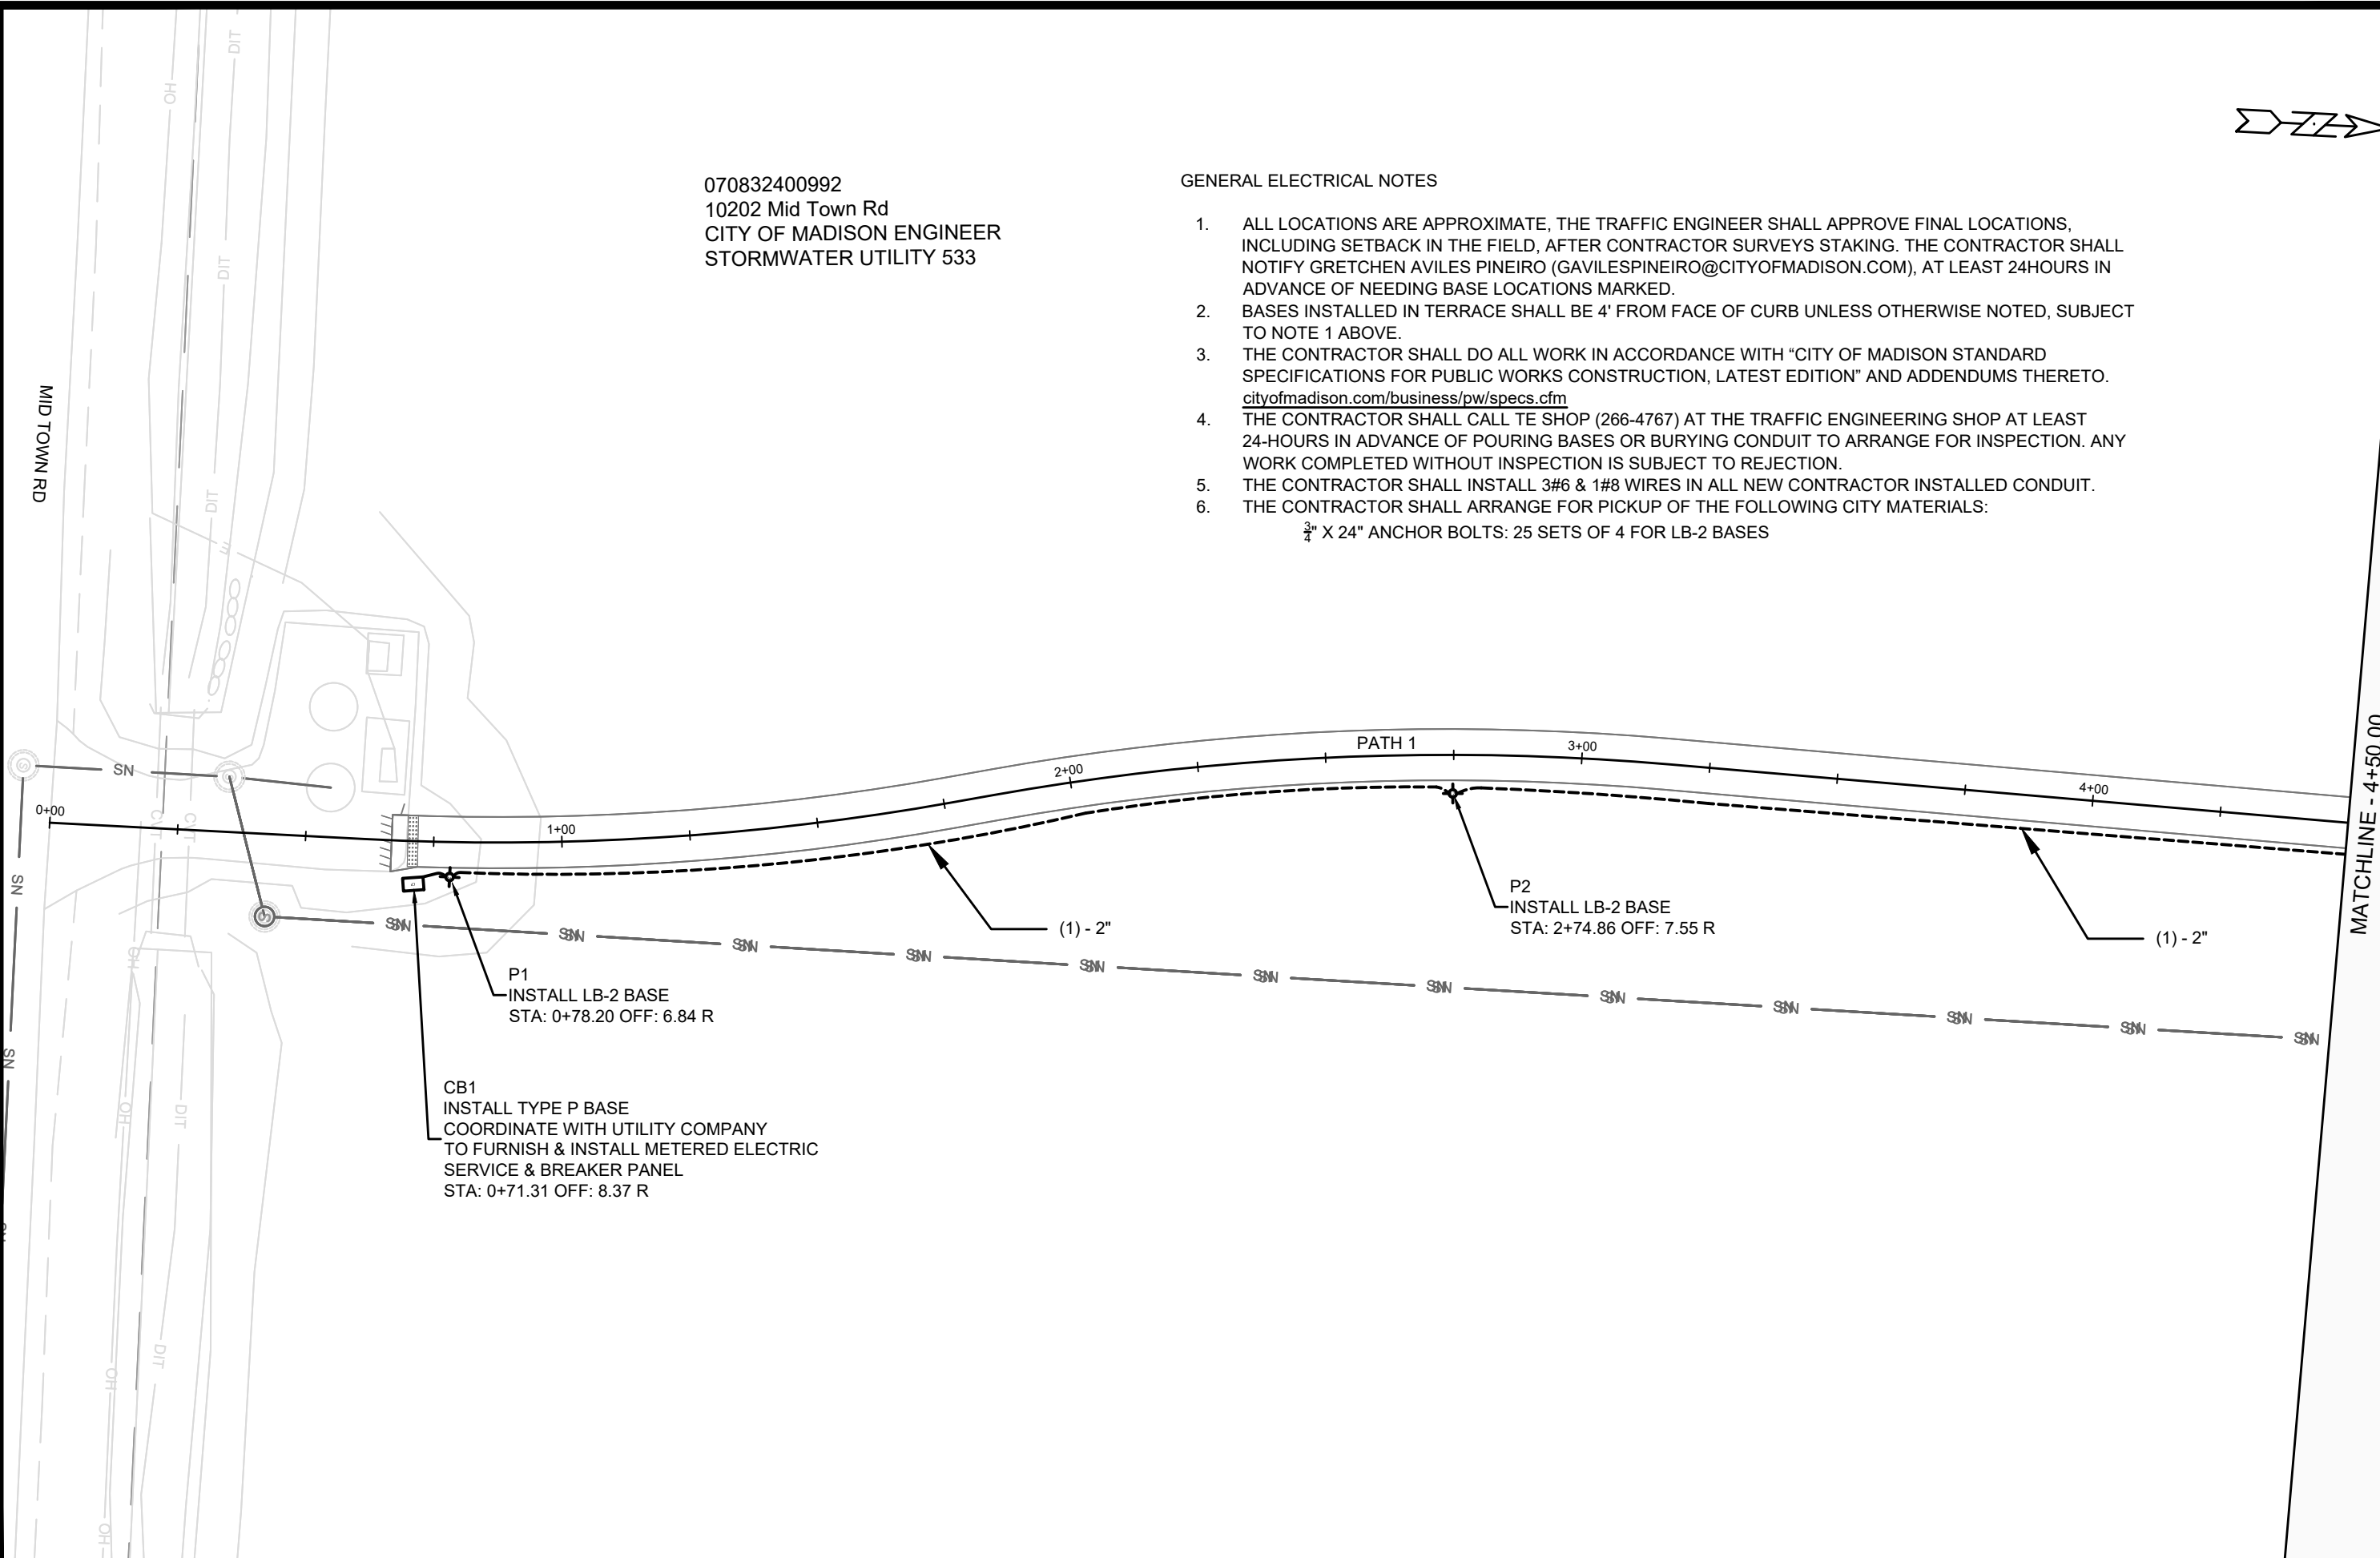 070832400992
10202 Mid Town Rd
CITY OF MADISON ENGINEER
STORMWATER UTILITY 533
GENERAL ELECTRICAL NOTES
1. ALL LOCATIONS ARE APPROXIMATE, THE TRAFFIC ENGINEER SHALL APPROVE FINAL LOCATIONS,
INCLUDING SETBACK IN THE FIELD, AFTER CONTRACTOR SURVEYS STAKING. THE CONTRACTOR SHALL
NOTIFY GRETCHEN AVILES PINEIRO (GAVILESPINEIRO@CITYOFMADISON.COM), AT LEAST 24HOURS IN
ADVANCE OF NEEDING BASE LOCATIONS MARKED.
2. BASES INSTALLED IN TERRACE SHALL BE 4' FROM FACE OF CURB UNLESS OTHERWISE NOTED, SUBJECT
TO NOTE 1 ABOVE.
3. THE CONTRACTOR SHALL DO ALL WORK IN ACCORDANCE WITH “CITY OF MADISON STANDARD
SPECIFICATIONS FOR PUBLIC WORKS CONSTRUCTION, LATEST EDITION” AND ADDENDUMS THERETO.
cityofmadison.com/business/pw/specs.cfm
4. THE CONTRACTOR SHALL CALL TE SHOP (266-4767) AT THE TRAFFIC ENGINEERING SHOP AT LEAST
24-HOURS IN ADVANCE OF POURING BASES OR BURYING CONDUIT TO ARRANGE FOR INSPECTION. ANY
WORK COMPLETED WITHOUT INSPECTION IS SUBJECT TO REJECTION.
5. THE CONTRACTOR SHALL INSTALL 3#6 & 1#8 WIRES IN ALL NEW CONTRACTOR INSTALLED CONDUIT.
6. THE CONTRACTOR SHALL ARRANGE FOR PICKUP OF THE FOLLOWING CITY MATERIALS:
3/4" X 24" ANCHOR BOLTS: 25 SETS OF 4 FOR LB-2 BASES
MID TOWN RD
DIT
DIT
DIT
OH
E
SN
SN
SN
0+00
1+00
2+00
PATH 1
3+00
4+00
MATCHLINE - 4+50.00
(1) - 2"
(1) - 2"
P2
INSTALL LB-2 BASE
STA: 2+74.86 OFF: 7.55 R
P1
INSTALL LB-2 BASE
STA: 0+78.20 OFF: 6.84 R
CB1
INSTALL TYPE P BASE
COORDINATE WITH UTILITY COMPANY
TO FURNISH & INSTALL METERED ELECTRIC
SERVICE & BREAKER PANEL
STA: 0+71.31 OFF: 8.37 R
OH
OH
OH
OH
DIT
DIT